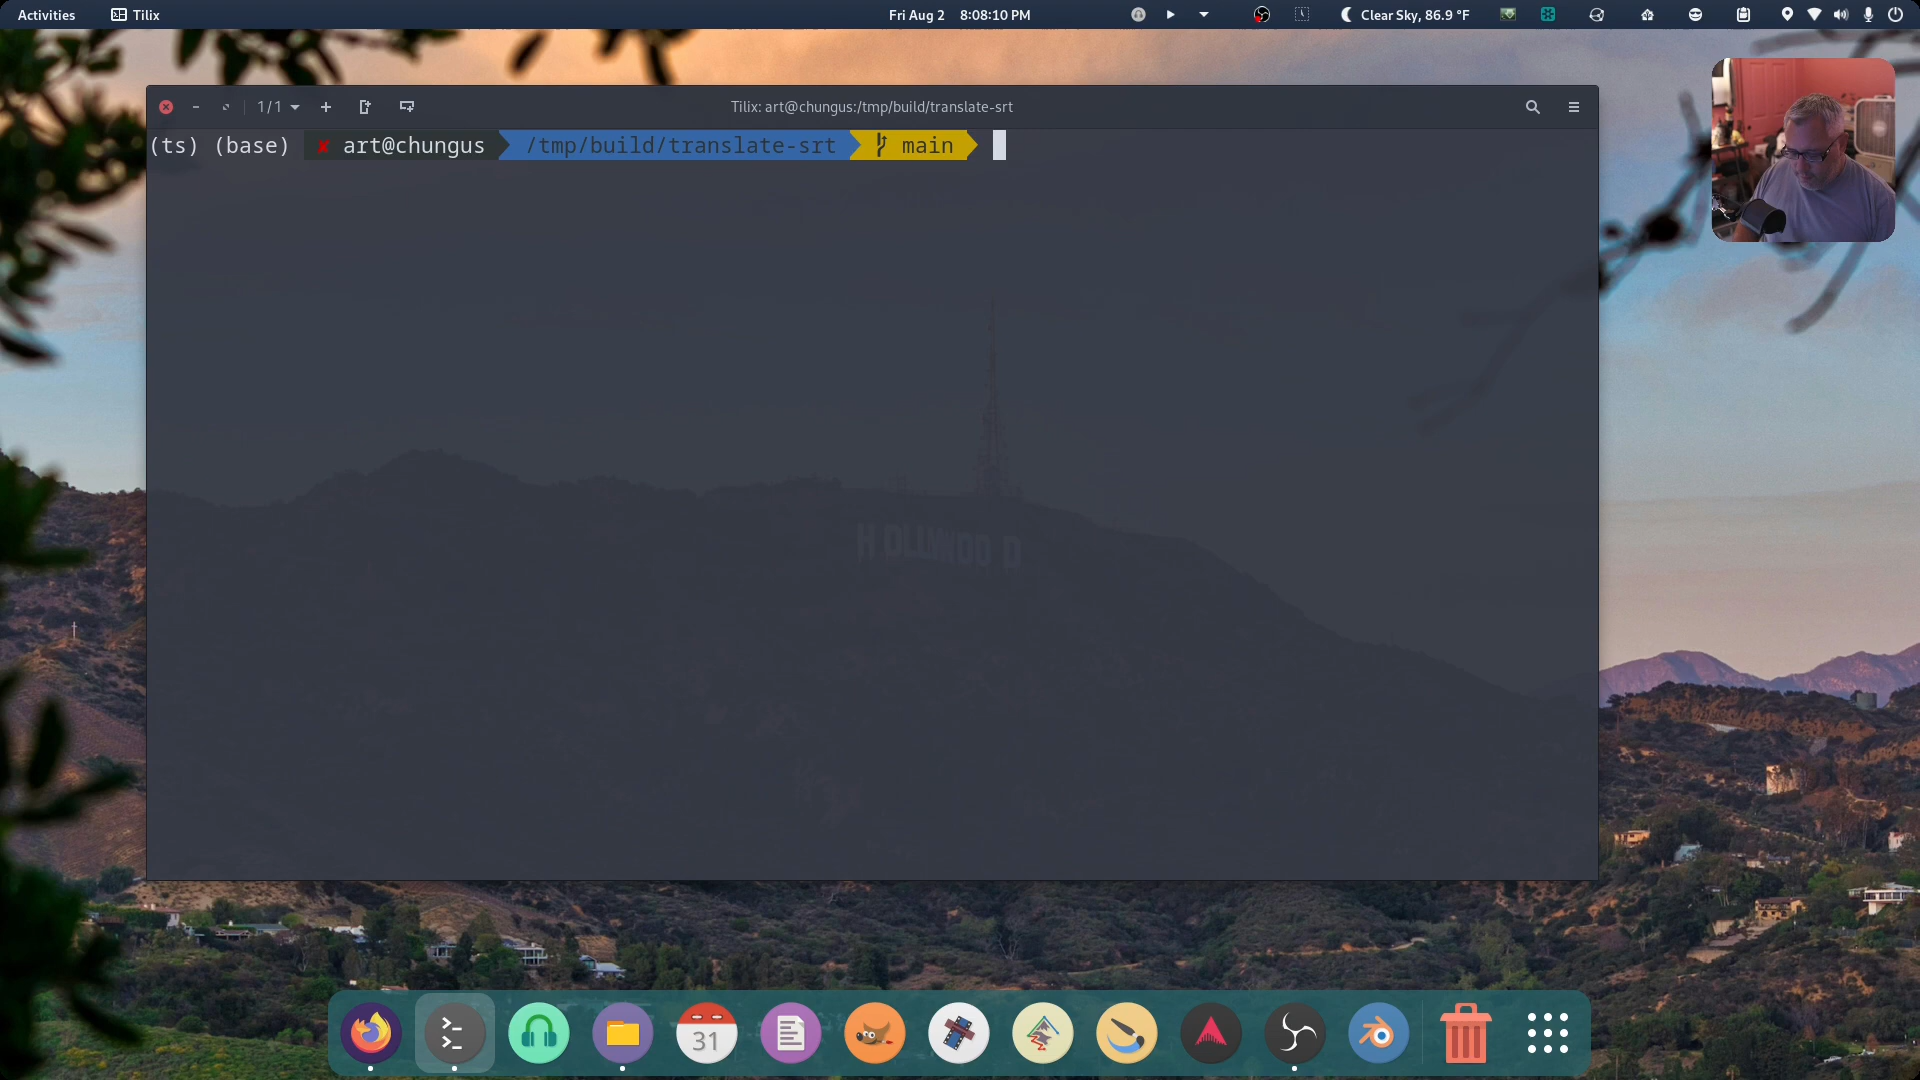 Activities
Tilix
Fri Aug 2 8:08:10 PM
Clear Sky, 86.9 °F
1 / 1
Tilix: art@chungus:/tmp/build/translate-srt
(ts) (base) ✘ art@chungus /tmp/build/translate-srt main
H OLLYWOO D
31